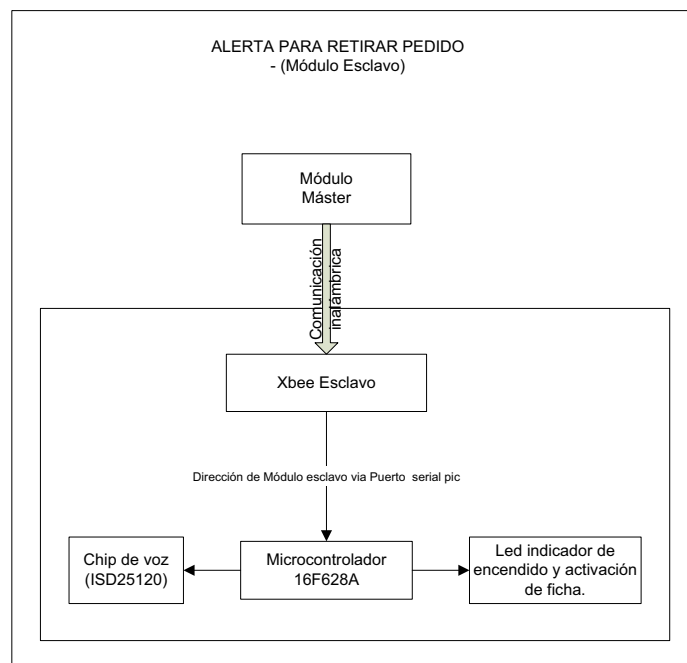 ALERTA PARA RETIRAR PEDIDO
- (Módulo Esclavo)
Módulo
Máster
Comunicación
inalámbrica
Xbee Esclavo
Dirección de Módulo esclavo via Puerto serial pic
Chip de voz
(ISD25120)
Microcontrolador
16F628A
Led indicador de
encendido y activación
de ficha.